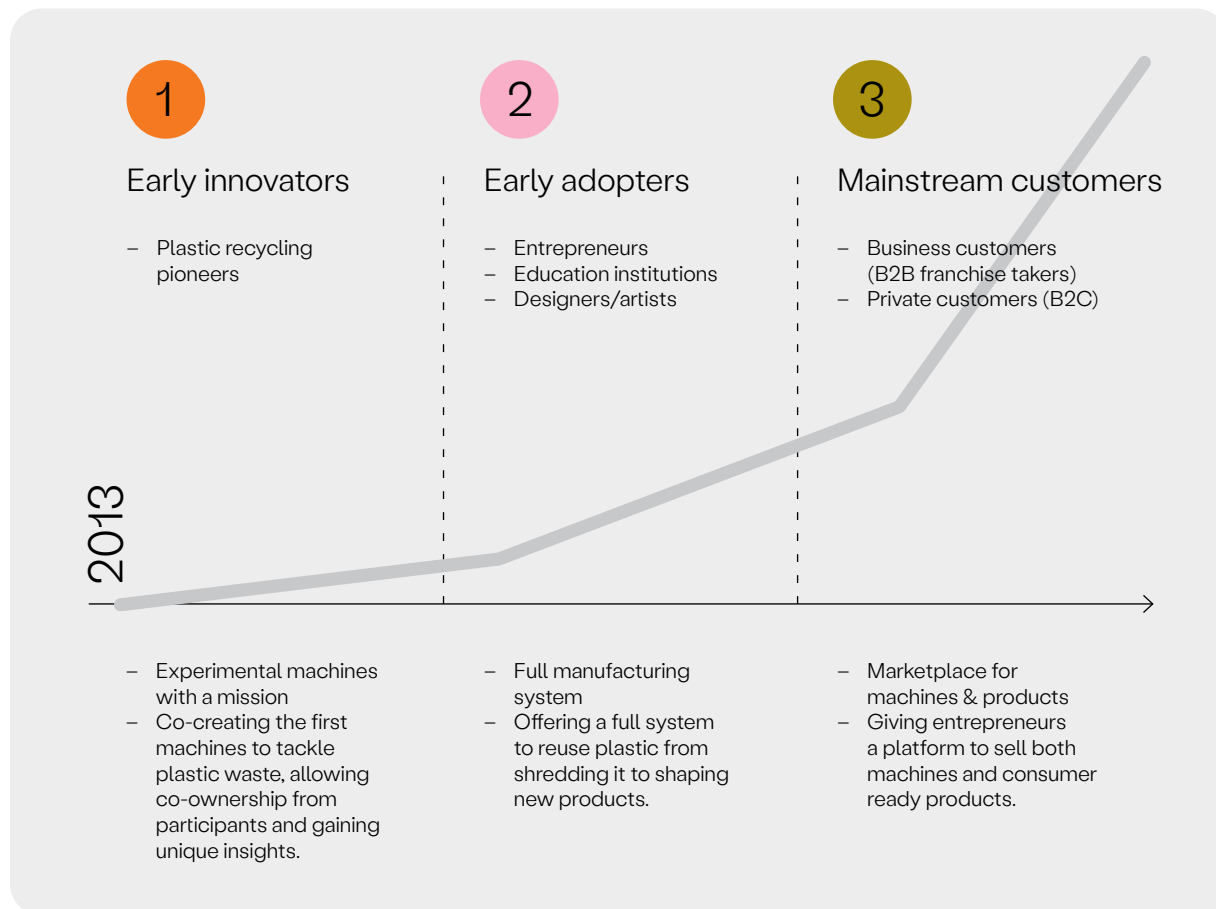 1
Early innovators
– Plastic recycling
pioneers
2
Early adopters
– Entrepreneurs
– Education institutions
– Designers/artists
3
Mainstream customers
– Business customers
(B2B franchise takers)
– Private customers (B2C)
2013
– Experimental machines
with a mission
– Co-creating the first
machines to tackle
plastic waste, allowing
co-ownership from
participants and gaining
unique insights.
– Full manufacturing
system
– Offering a full system
to reuse plastic from
shredding it to shaping
new products.
– Marketplace for
machines & products
– Giving entrepreneurs
a platform to sell both
machines and consumer
ready products.